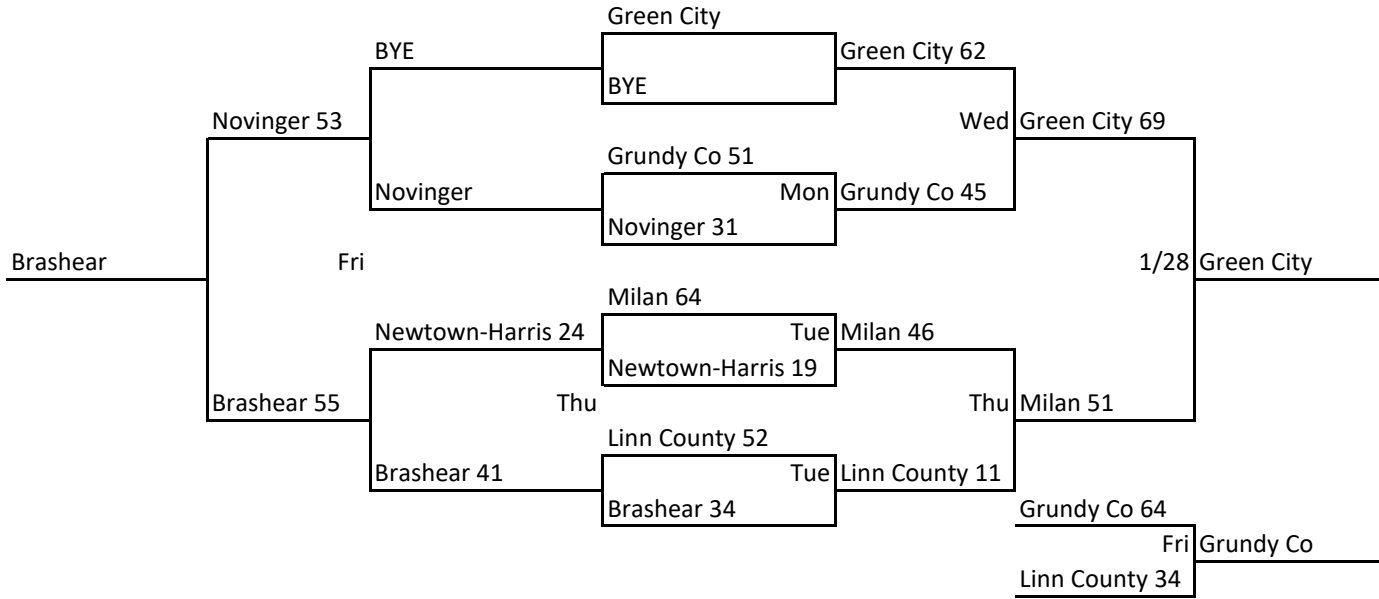 Green City
BYE
Green City 62
BYE
Novinger 53
Wed
Green City 69
Grundy Co 51
Novinger
Mon
Grundy Co 45
Novinger 31
Brashear
Fri
1/28
Green City
Milan 64
Newtown-Harris 24
Tue
Milan 46
Newtown-Harris 19
Brashear 55
Thu
Thu
Milan 51
Linn County 52
Brashear 41
Tue
Linn County 11
Brashear 34
Grundy Co 64
Fri
Grundy Co
Linn County 34